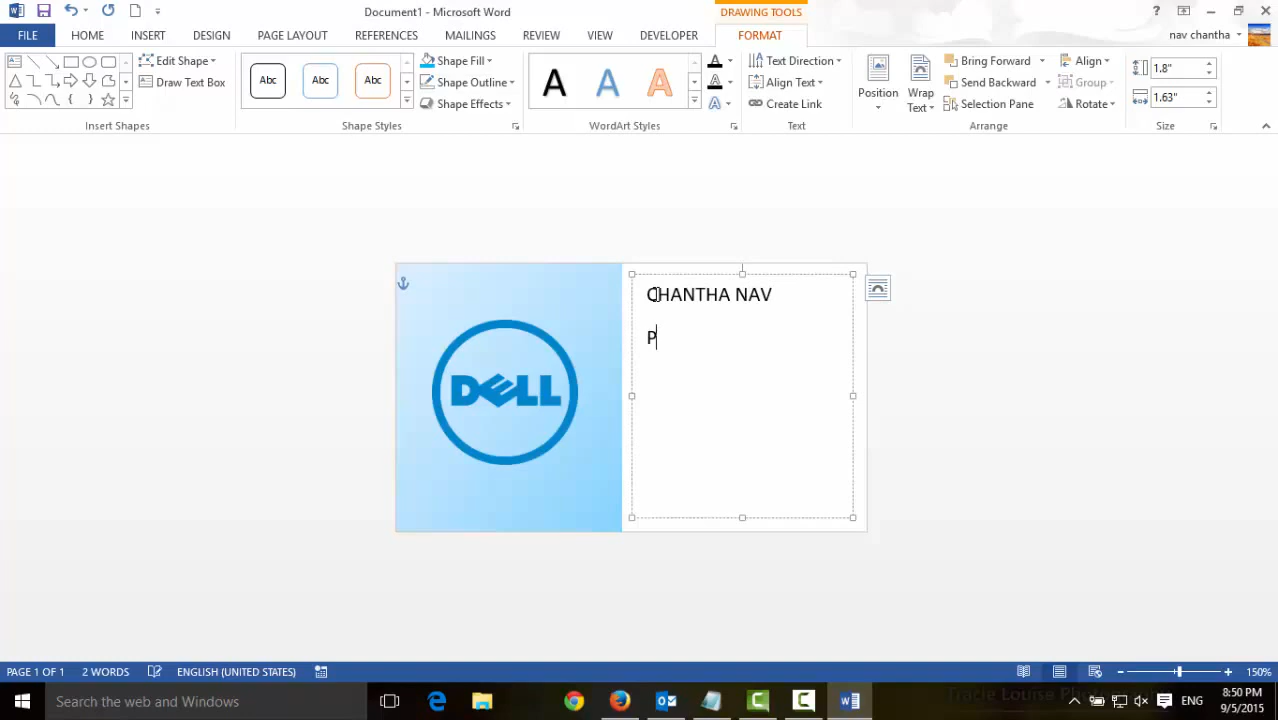 Document1 - Microsoft Word
DRAWING TOOLS
?
FILE HOME INSERT DESIGN PAGE LAYOUT REFERENCES MAILINGS REVIEW VIEW DEVELOPER FORMAT nav chantha
Edit Shape
Draw Text Box
Insert Shapes
Abc Abc Abc
Shape Fill
Shape Outline
Shape Effects
Shape Styles
A A A
A
WordArt Styles
Text Direction
Align Text
Create Link
Text
Position
Wrap
Text
Bring Forward
Send Backward
Selection Pane
Align
Group
Rotate
Arrange
1.8"
1.63"
Size
DELL
CHANTHA NAV
P
PAGE 1 OF 1 2 WORDS ENGLISH (UNITED STATES) 150%
Search the web and Windows
Tracie Louise Photography
ENG
8:50 PM
9/5/2015